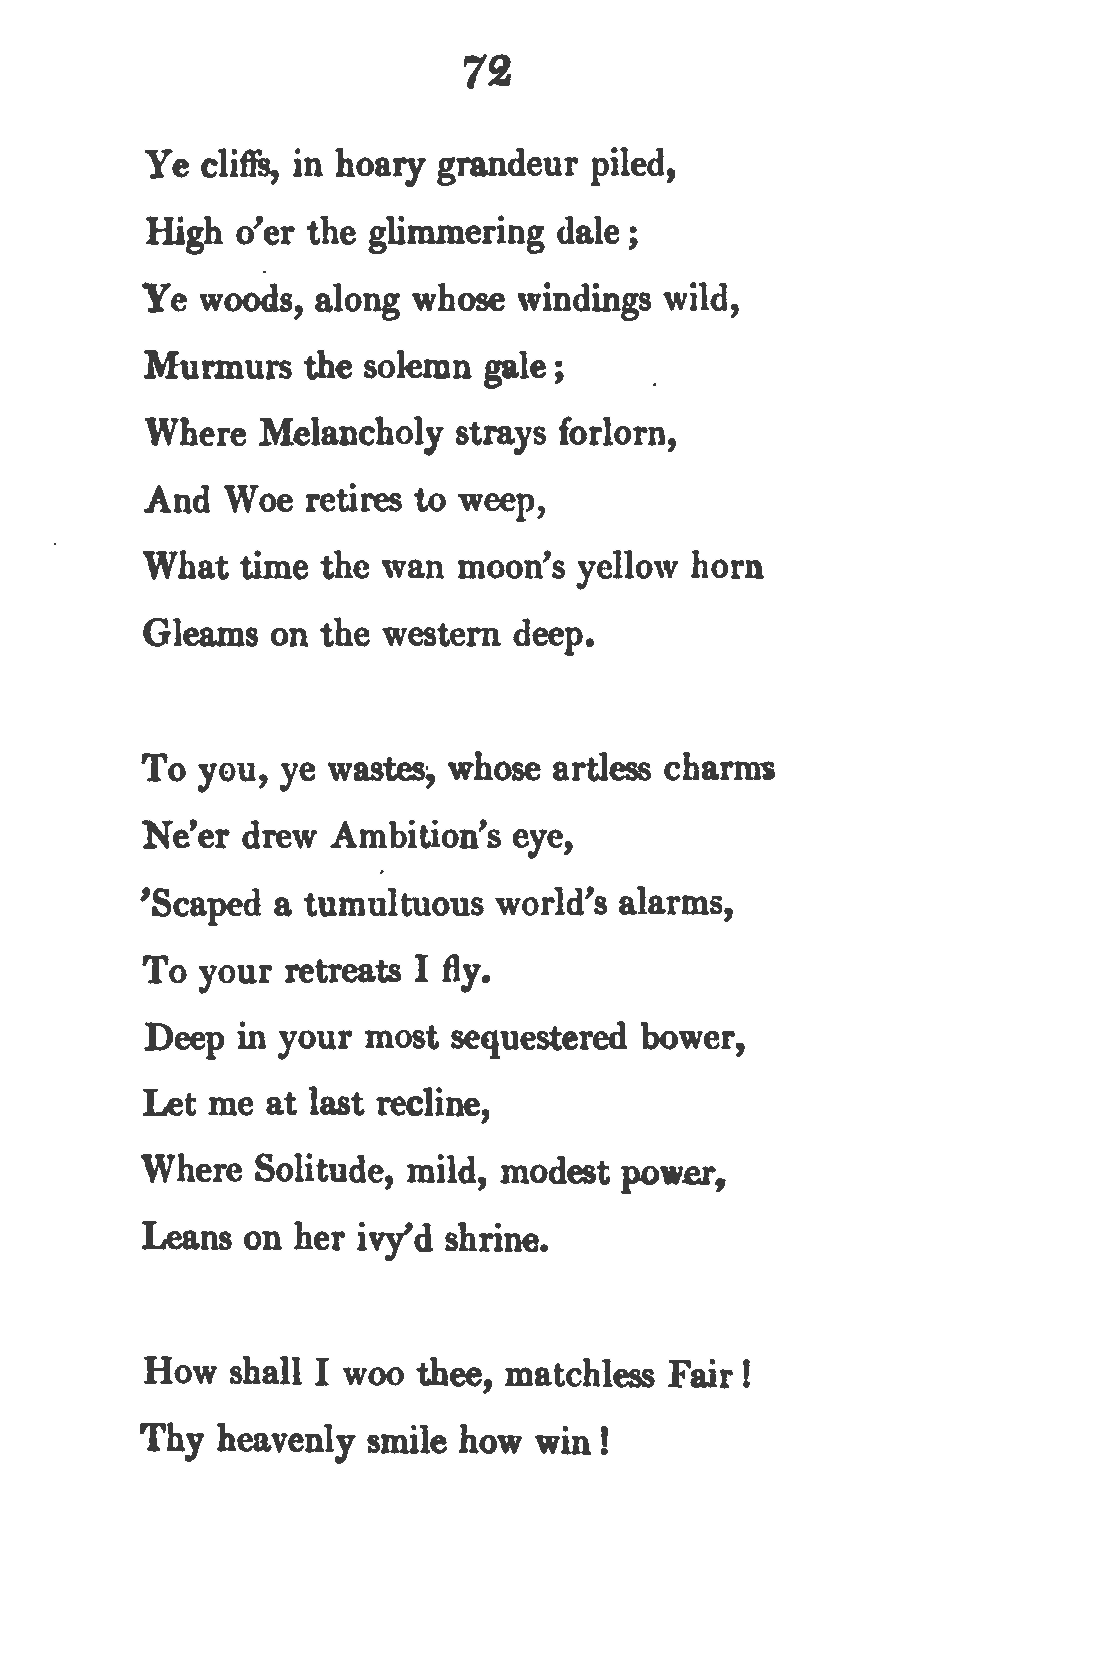 72
Ye cliffs, in hoary grandeur piled,
High o'er the glimmering dale ;
Ye woods, along whose windings wild,
Murmurs the solemn gale ;
Where Melancholy strays forlorn,
And Woe retires to weep,
What time the wan moon's yellow horn
Gleams on the western deep.
To you, ye wastes, whose artless charms
Ne'er drew Ambition's eye,
'Scaped a tumultuous world's alarms,
To your retreats I fly.
Deep in your most sequestered bower,
Let me at last recline,
Where Solitude, mild, modest power,
Leans on her ivy'd shrine.
How shall I woo thee, matchless Fair !
Thy heavenly smile how win !